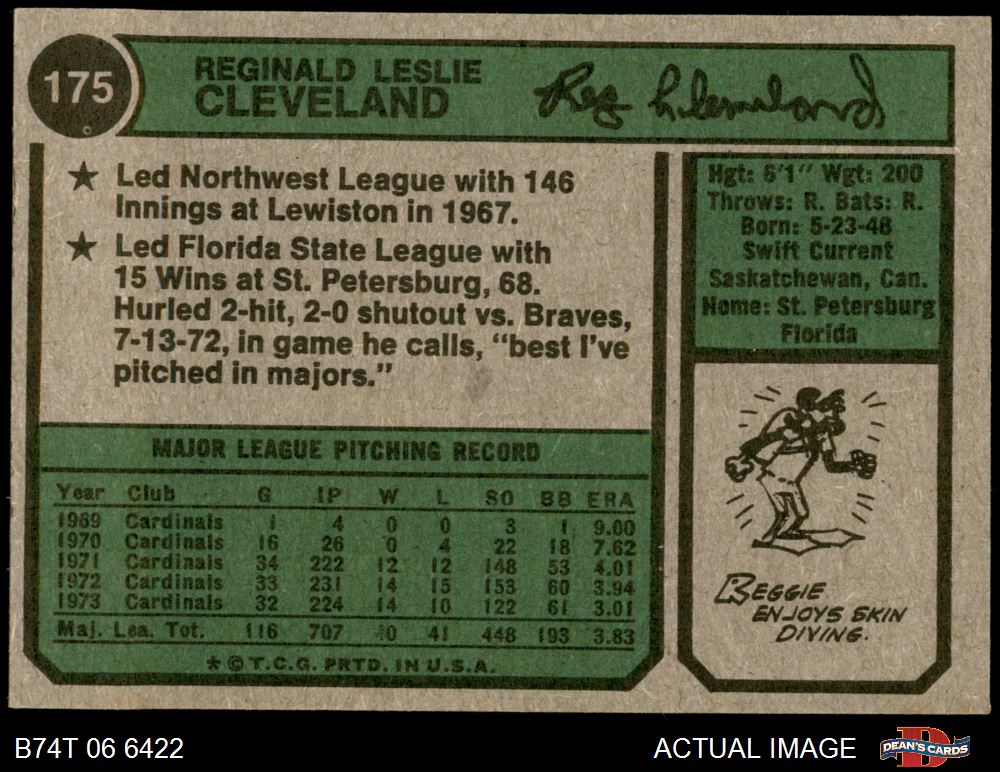 175
REGINALD LESLIE
CLEVELAND
Reg Cleveland
★ Led Northwest League with 146
Innings at Lewiston in 1967.
★ Led Florida State League with
15 Wins at St. Petersburg, 68.
Hurled 2-hit, 2-0 shutout vs. Braves,
7-13-72, in game he calls, "best I've
pitched in majors."
Hgt: 6'1" Wgt: 200
Throws: R. Bats: R.
Born: 5-23-48
Swift Current
Saskatchewan, Can.
Home: St. Petersburg
Florida
MAJOR LEAGUE PITCHING RECORD
Year Club G IP W L SO BB ERA
1969 Cardinals 1 4 0 0 3 1 9.00
1970 Cardinals 16 26 0 4 22 18 7.62
1971 Cardinals 34 222 12 12 148 53 4.01
1972 Cardinals 33 231 14 15 153 60 3.94
1973 Cardinals 32 224 14 10 122 61 3.01
Maj. Lea. Tot. 116 707 40 41 448 193 3.83
★ © T.C.G. PRTD. IN U.S.A.
REGGIE
ENJOYS SKIN
DIVING.
B74T 06 6422
ACTUAL IMAGE
DEAN'S CARDS